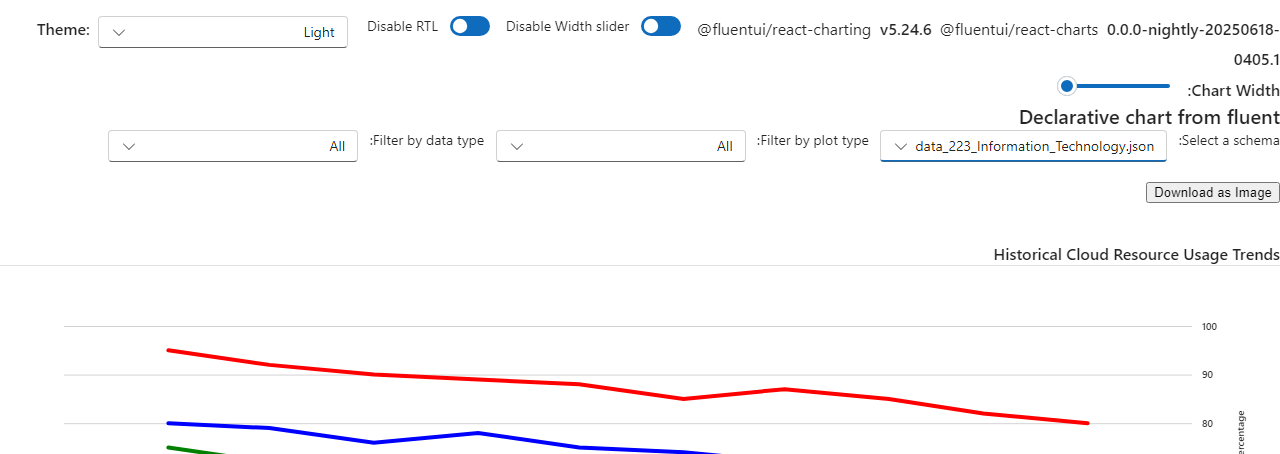 Theme: Light Disable RTL Disable Width slider @fluentui/react-charting v5.24.6 @fluentui/react-charts 0.0.0-nightly-20250618-
0405.1
:Chart Width
Declarative chart from fluent
:Select a schema data_223_Information_Technology.json :Filter by plot type All :Filter by data type All
Download as Image
Historical Cloud Resource Usage Trends
100
90
80